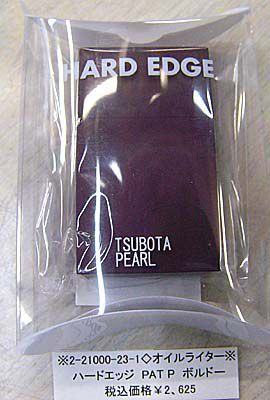 HARD EDGE
TSUBOTA
PEARL
※2-21000-23-1◇オイルライター※
ハードエッジ PAT P ボルドー
税込価格¥2、625